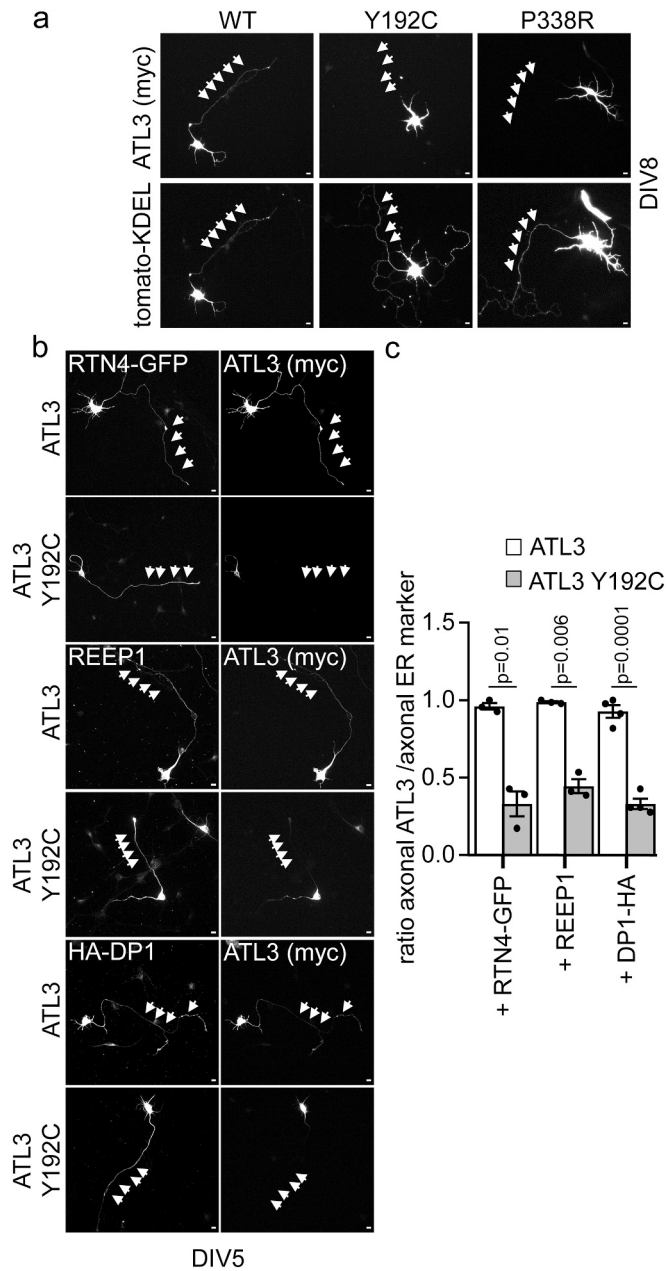 a
WT
Y192C
P338R
ATL3 (myc)
tomato-KDEL
DIV8
b
RTN4-GFP
ATL3 (myc)
ATL3
ATL3
Y192C
REEP1
ATL3 (myc)
ATL3
ATL3
Y192C
HA-DP1
ATL3 (myc)
ATL3
ATL3
Y192C
DIV5
c
ATL3
ATL3 Y192C
ratio axonal ATL3 /axonal ER marker
1.5
1.0
0.5
0.0
p=0.01
p=0.006
p=0.0001
+ RTN4-GFP
+ REEP1
+ DP1-HA